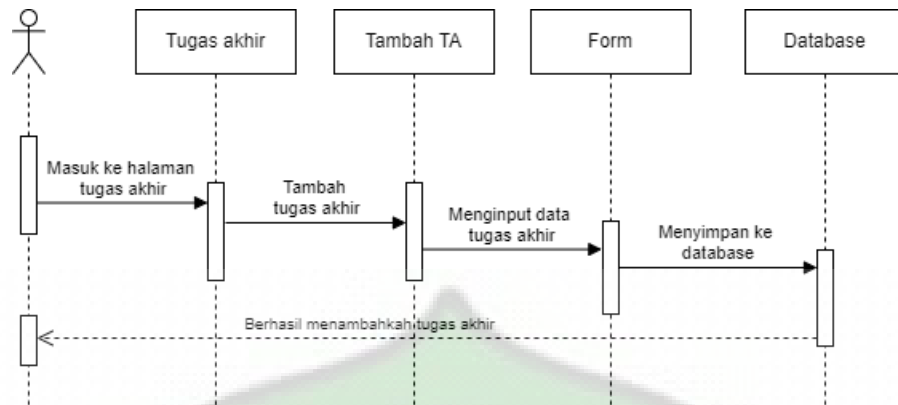 Tugas akhir
Tambah TA
Form
Database
Masuk ke halaman
tugas akhir
Tambah
tugas akhir
Menginput data
tugas akhir
Menyimpan ke
database
Berhasil menambahkah tugas akhir